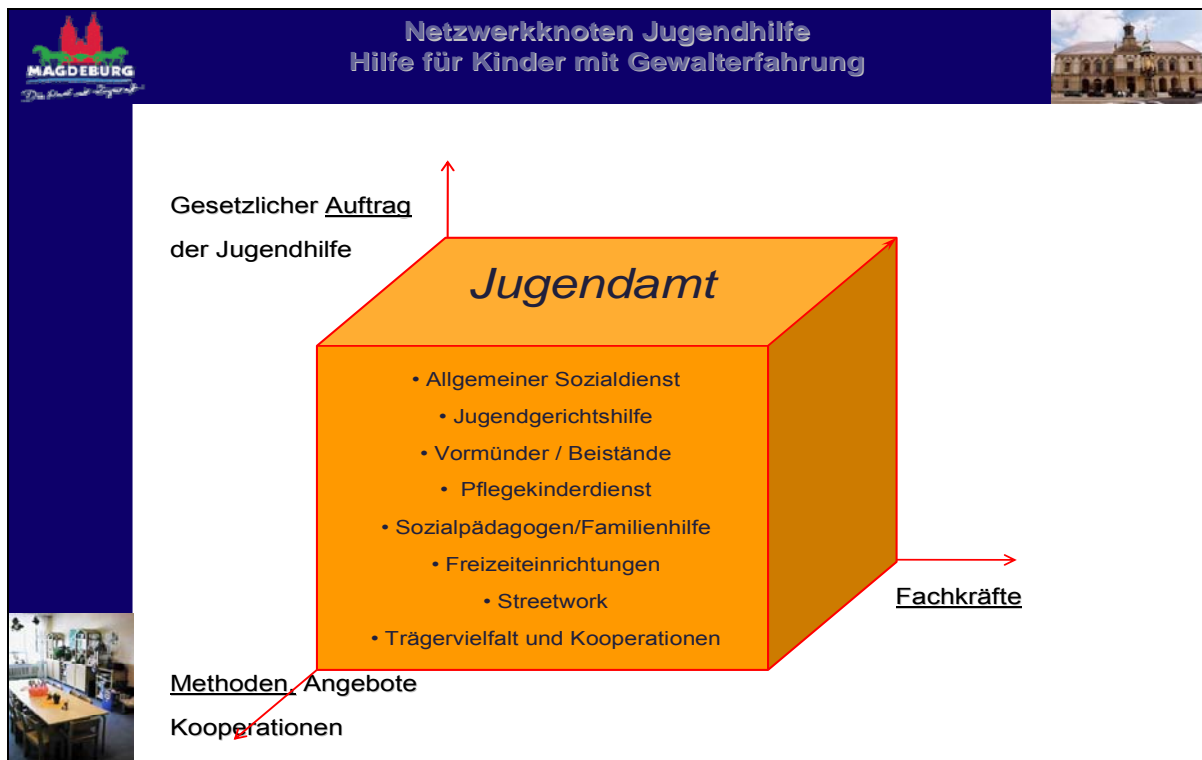 Netzwerkknoten Jugendhilfe
Hilfe für Kinder mit Gewalterfahrung
MAGDEBURG
Gesetzlicher Auftrag
der Jugendhilfe
Jugendamt
• Allgemeiner Sozialdienst
• Jugendgerichtshilfe
• Vormünder / Beistände
• Pflegekinderdienst
• Sozialpädagogen/Familienhilfe
• Freizeiteinrichtungen
• Streetwork
• Trägervielfalt und Kooperationen
Fachkräfte
Methoden, Angebote
Kooperationen